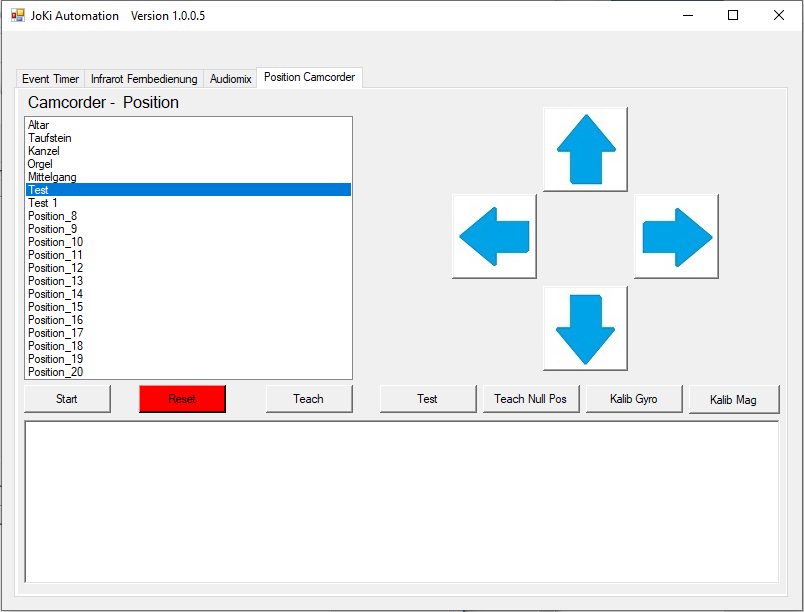 JoKi Automation Version 1.0.0.5
Event Timer Infrarot Fernbedienung Audiomix Position Camcorder
Camcorder - Position
Altar
Taufstein
Kanzel
Orgel
Mittelgang
Test
Test 1
Position_8
Position_9
Position_10
Position_11
Position_12
Position_13
Position_14
Position_15
Position_16
Position_17
Position_18
Position_19
Position_20
Start Reset Teach Test Teach Null Pos Kalib Gyro Kalib Mag